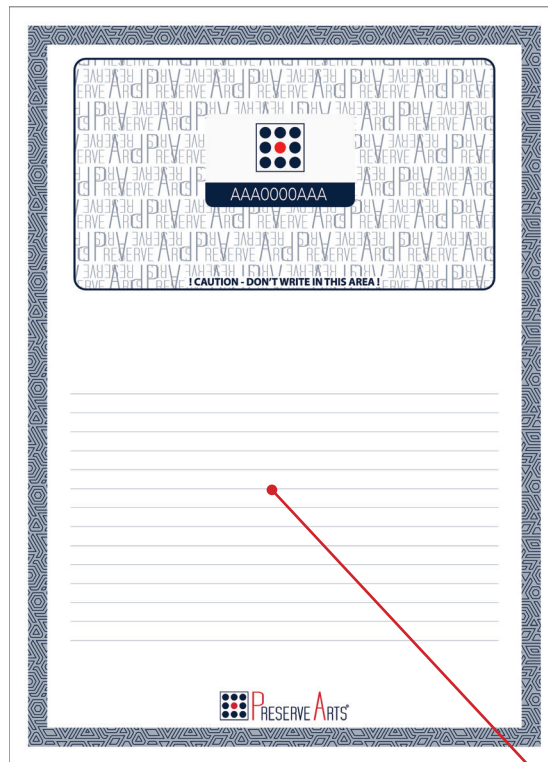 AAA0000AAA
! CAUTION - DON'T WRITE IN THIS AREA !
PRESERVE ARTS®